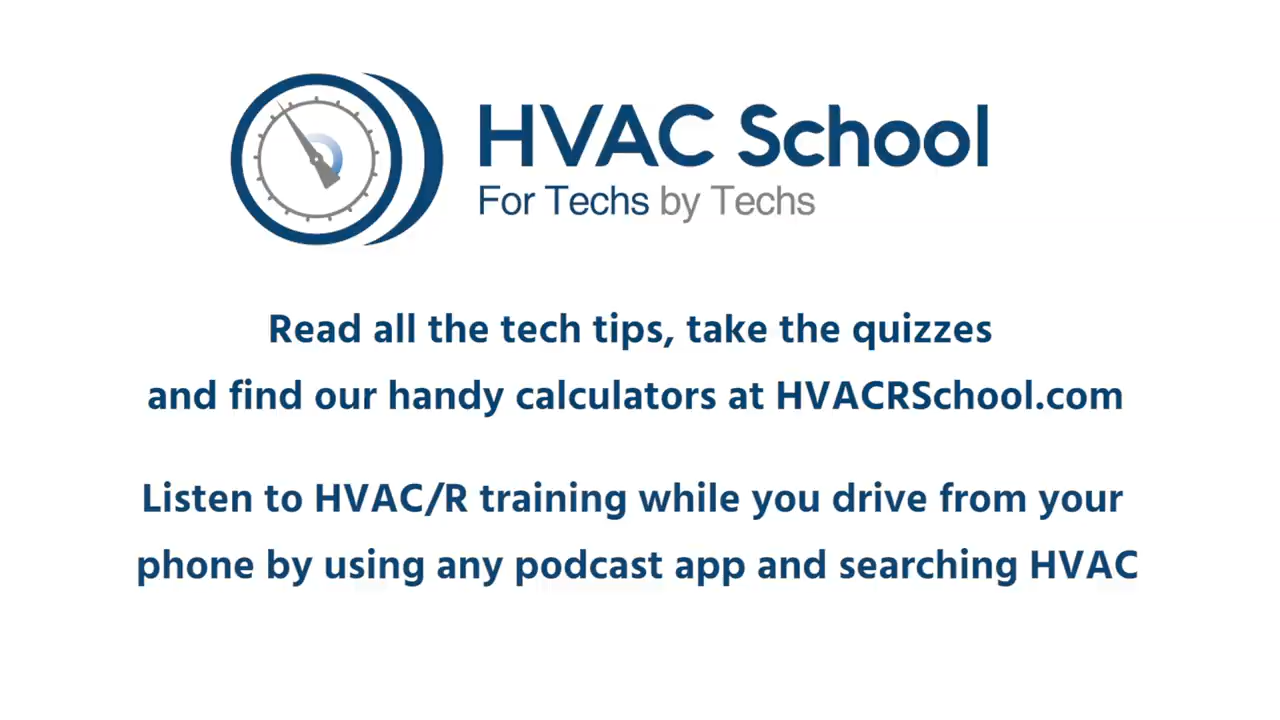 HVAC School
For Techs by Techs
Read all the tech tips, take the quizzes
and find our handy calculators at HVACRSchool.com
Listen to HVAC/R training while you drive from your
phone by using any podcast app and searching HVAC